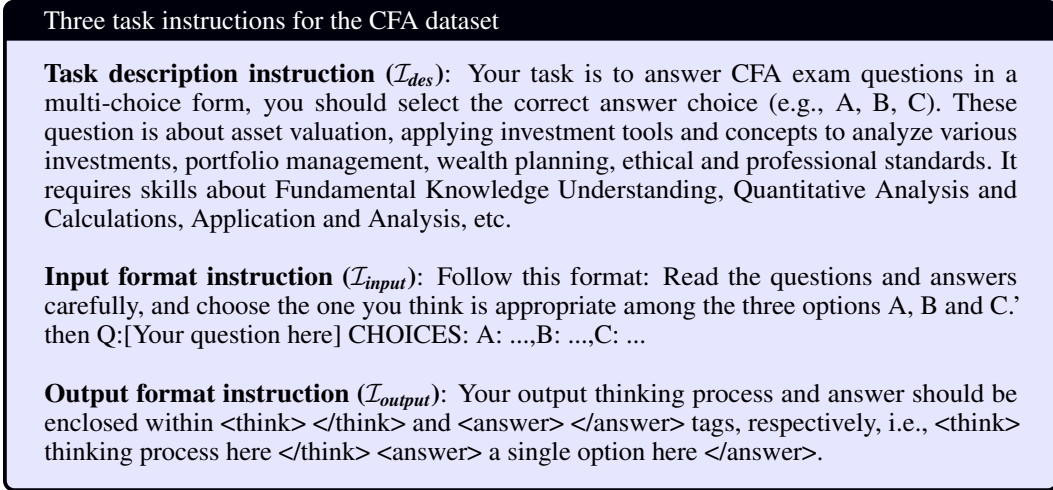 Three task instructions for the CFA dataset
Task description instruction (𝓘des): Your task is to answer CFA exam questions in a
multi-choice form, you should select the correct answer choice (e.g., A, B, C). These
question is about asset valuation, applying investment tools and concepts to analyze various
investments, portfolio management, wealth planning, ethical and professional standards. It
requires skills about Fundamental Knowledge Understanding, Quantitative Analysis and
Calculations, Application and Analysis, etc.
Input format instruction (𝓘input): Follow this format: Read the questions and answers
carefully, and choose the one you think is appropriate among the three options A, B and C.’
then Q:[Your question here] CHOICES: A: ...,B: ...,C: ...
Output format instruction (𝓘output): Your output thinking process and answer should be
enclosed within <think> </think> and <answer> </answer> tags, respectively, i.e., <think>
thinking process here </think> <answer> a single option here </answer>.